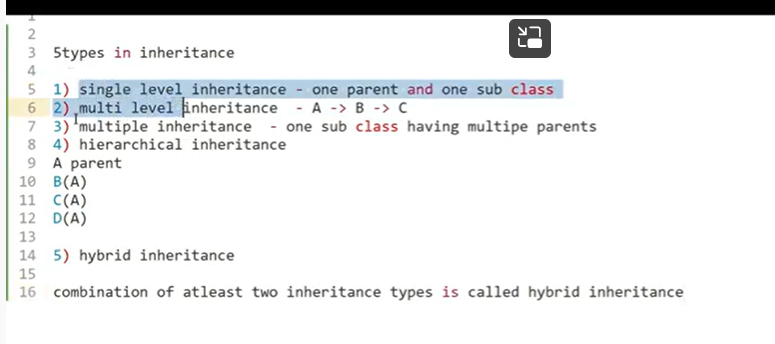 1
2
3 5types in inheritance
4
5 1) single level inheritance - one parent and one sub class
6 2) multi level inheritance - A -> B -> C
7 3) multiple inheritance - one sub class having multipe parents
8 4) hierarchical inheritance
9 A parent
10 B(A)
11 C(A)
12 D(A)
13
14 5) hybrid inheritance
15
16 combination of atleast two inheritance types is called hybrid inheritance